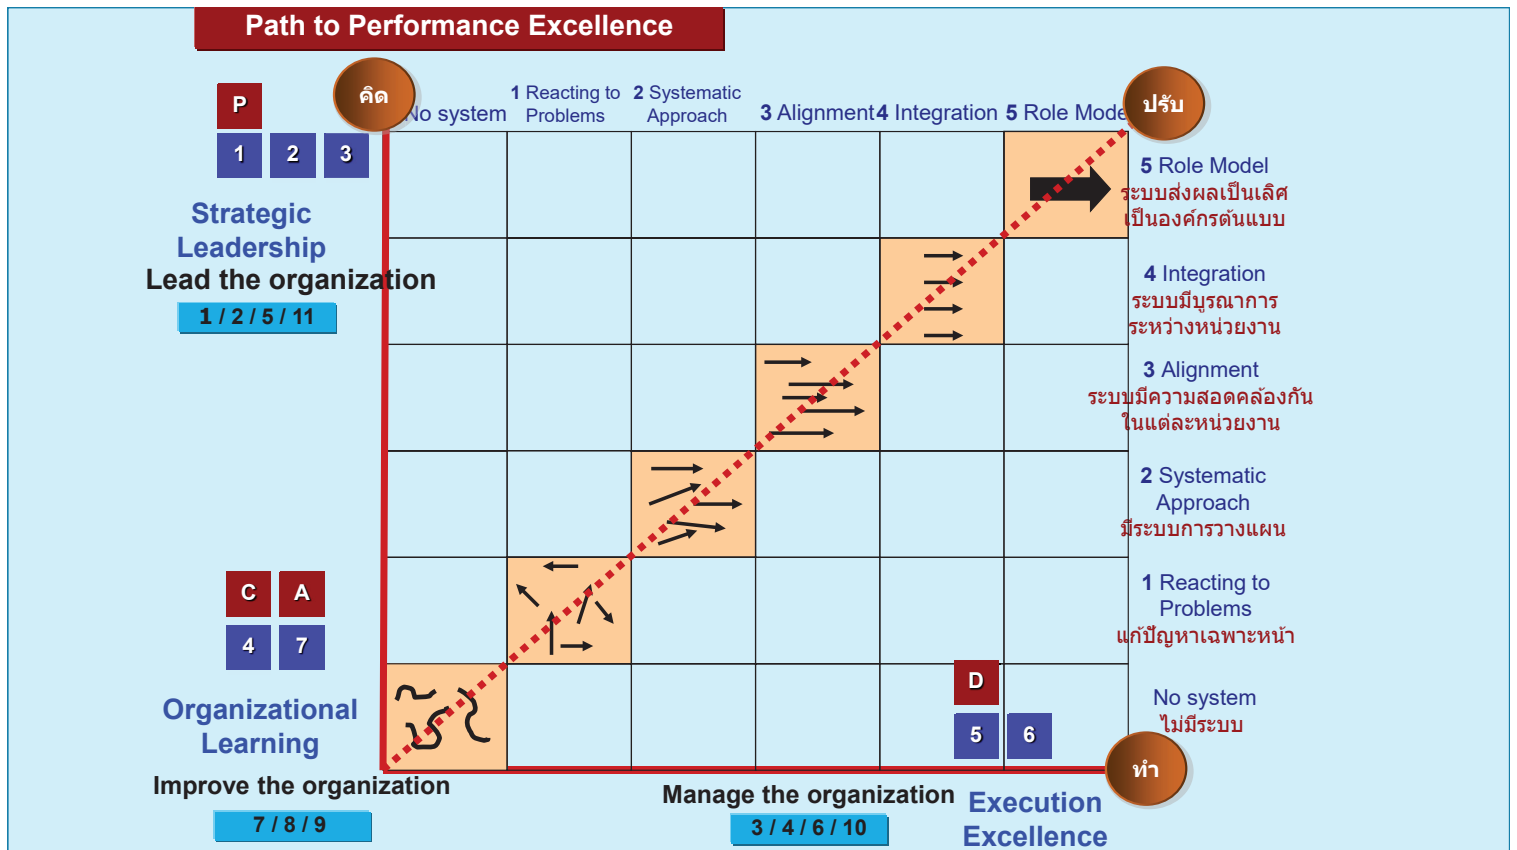 Path to Performance Excellence
คิด
ปรับ
P
1 2 3
No system
1 Reacting to
Problems
2 Systematic
Approach
3 Alignment
4 Integration
5 Role Mode
Strategic
Leadership
Lead the organization
1 / 2 / 5 / 11
5 Role Model
ระบบส่งผลเป็นเลิศ
เป็นองค์กรต้นแบบ
4 Integration
ระบบมีบูรณาการ
ระหว่างหน่วยงาน
3 Alignment
ระบบมีความสอดคล้องกัน
ในแต่ละหน่วยงาน
2 Systematic
Approach
มีระบบการวางแผน
1 Reacting to
Problems
แก้ปัญหาเฉพาะหน้า
No system
ไม่มีระบบ
C A
4 7
Organizational
Learning
Improve the organization
7 / 8 / 9
D
5 6
ทำ
Manage the organization
3 / 4 / 6 / 10
Execution
Excellence